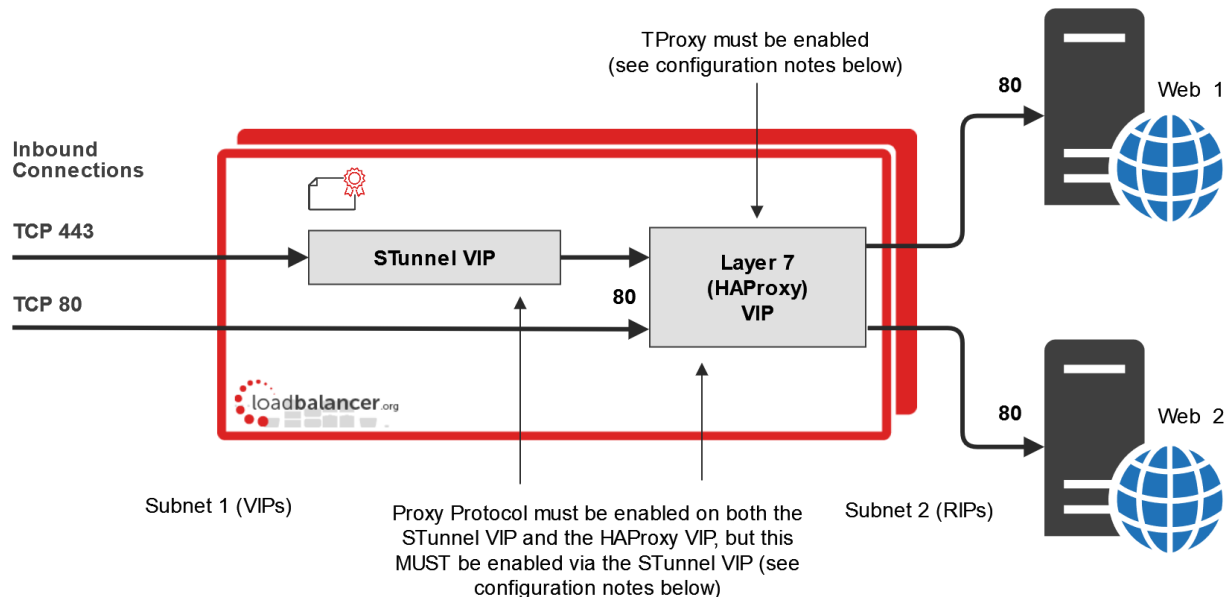 TProxy must be enabled
(see configuration notes below)
80
Web 1
Inbound
Connections
TCP 443
STunnel VIP
Layer 7
(HAProxy)
VIP
TCP 80
80
loadbalancer.org
80
Web 2
Subnet 1 (VIPs)
Proxy Protocol must be enabled on both the
STunnel VIP and the HAProxy VIP, but this
MUST be enabled via the STunnel VIP (see
configuration notes below)
Subnet 2 (RIPs)